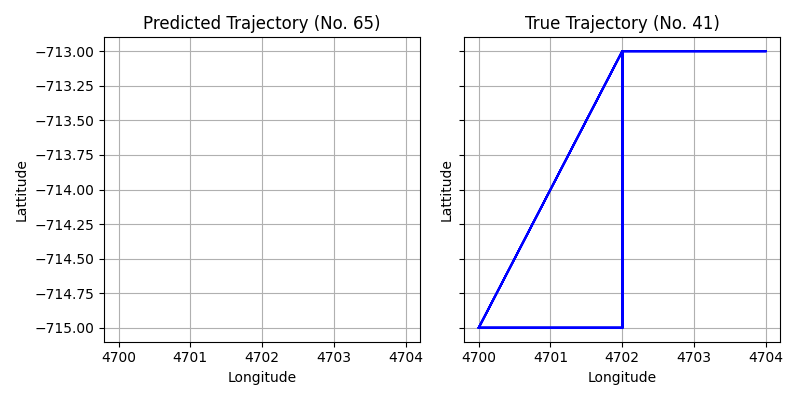 Predicted Trajectory (No. 65)
−713.00
−713.25
−713.50
−713.75
−714.00
−714.25
−714.50
−714.75
−715.00
Lattitude
4700 4701 4702 4703 4704
Longitude
True Trajectory (No. 41)
Lattitude
4700 4701 4702 4703 4704
Longitude